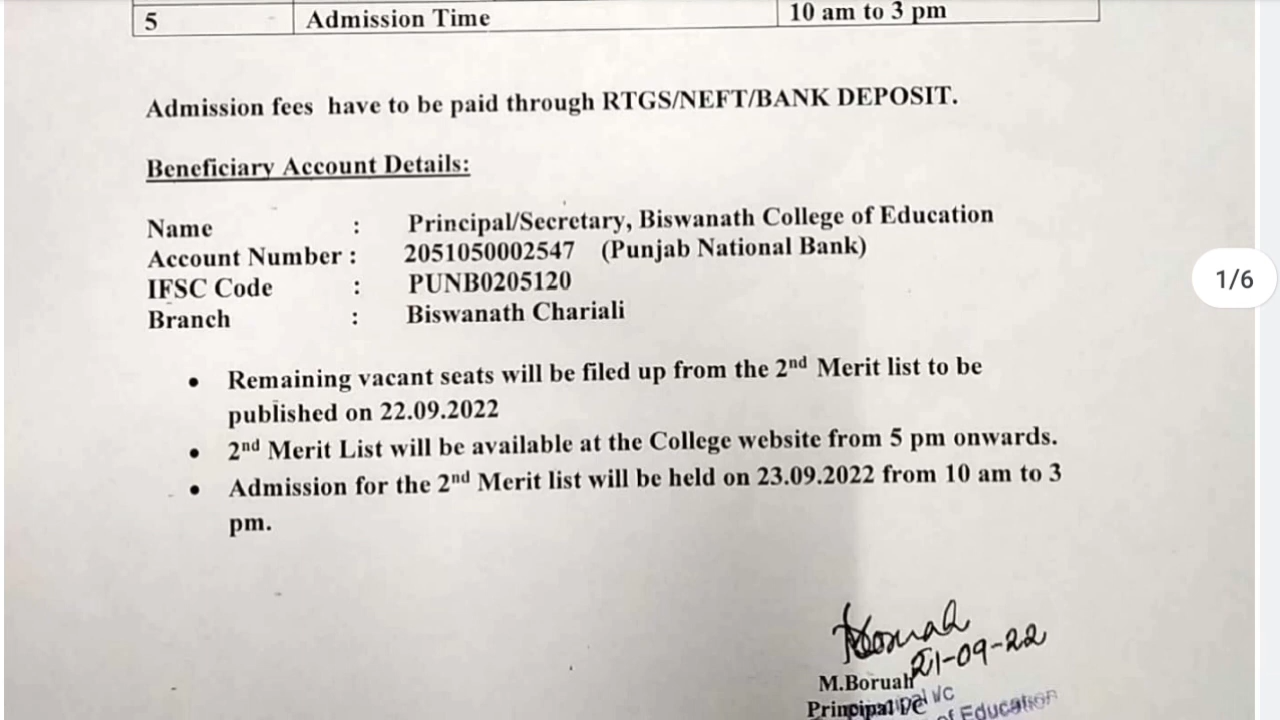 5 Admission Time 10 am to 3 pm
Admission fees have to be paid through RTGS/NEFT/BANK DEPOSIT.
Beneficiary Account Details:
Name : Principal/Secretary, Biswanath College of Education
Account Number : 2051050002547 (Punjab National Bank)
IFSC Code : PUNB0205120
Branch : Biswanath Chariali
• Remaining vacant seats will be filed up from the 2nd Merit list to be
published on 22.09.2022
• 2nd Merit List will be available at the College website from 5 pm onwards.
• Admission for the 2nd Merit list will be held on 23.09.2022 from 10 am to 3
pm.
1/6
Boruah
21-09-22
M.Boruah
Principal I/C
of Education